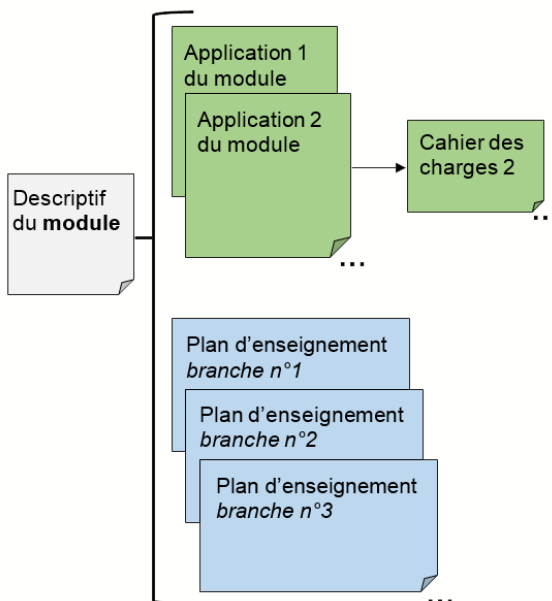 Application 1
du module
Application 2
du module
Cahier des
charges 2
..
...
Descriptif
du module
Plan d'enseignement
branche n°1
Plan d'enseignement
branche n°2
Plan d'enseignement
branche n°3
...